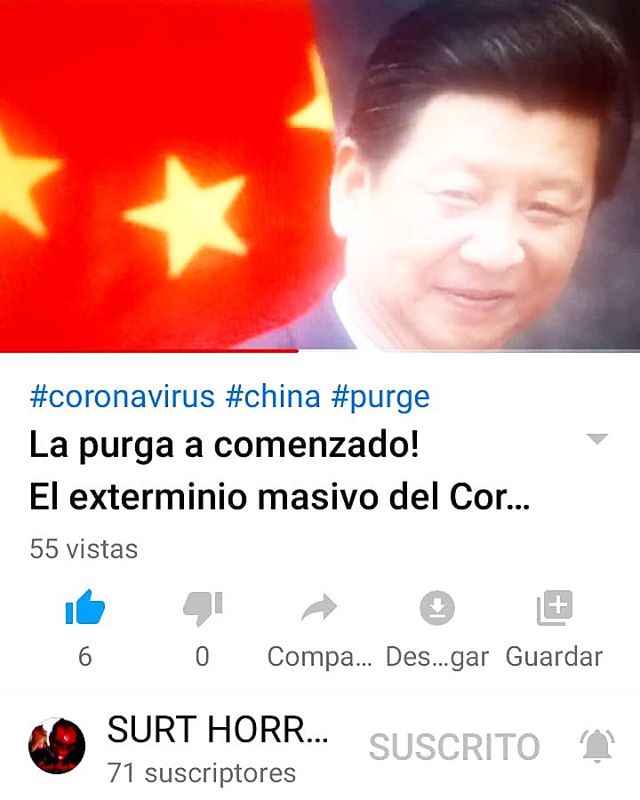 #coronavirus #china #purge
La purga a comenzado!
El exterminio masivo del Cor...
55 vistas
6 0 Compa... Des...gar Guardar
SURT HORR...
SUSCRITO
71 suscriptores